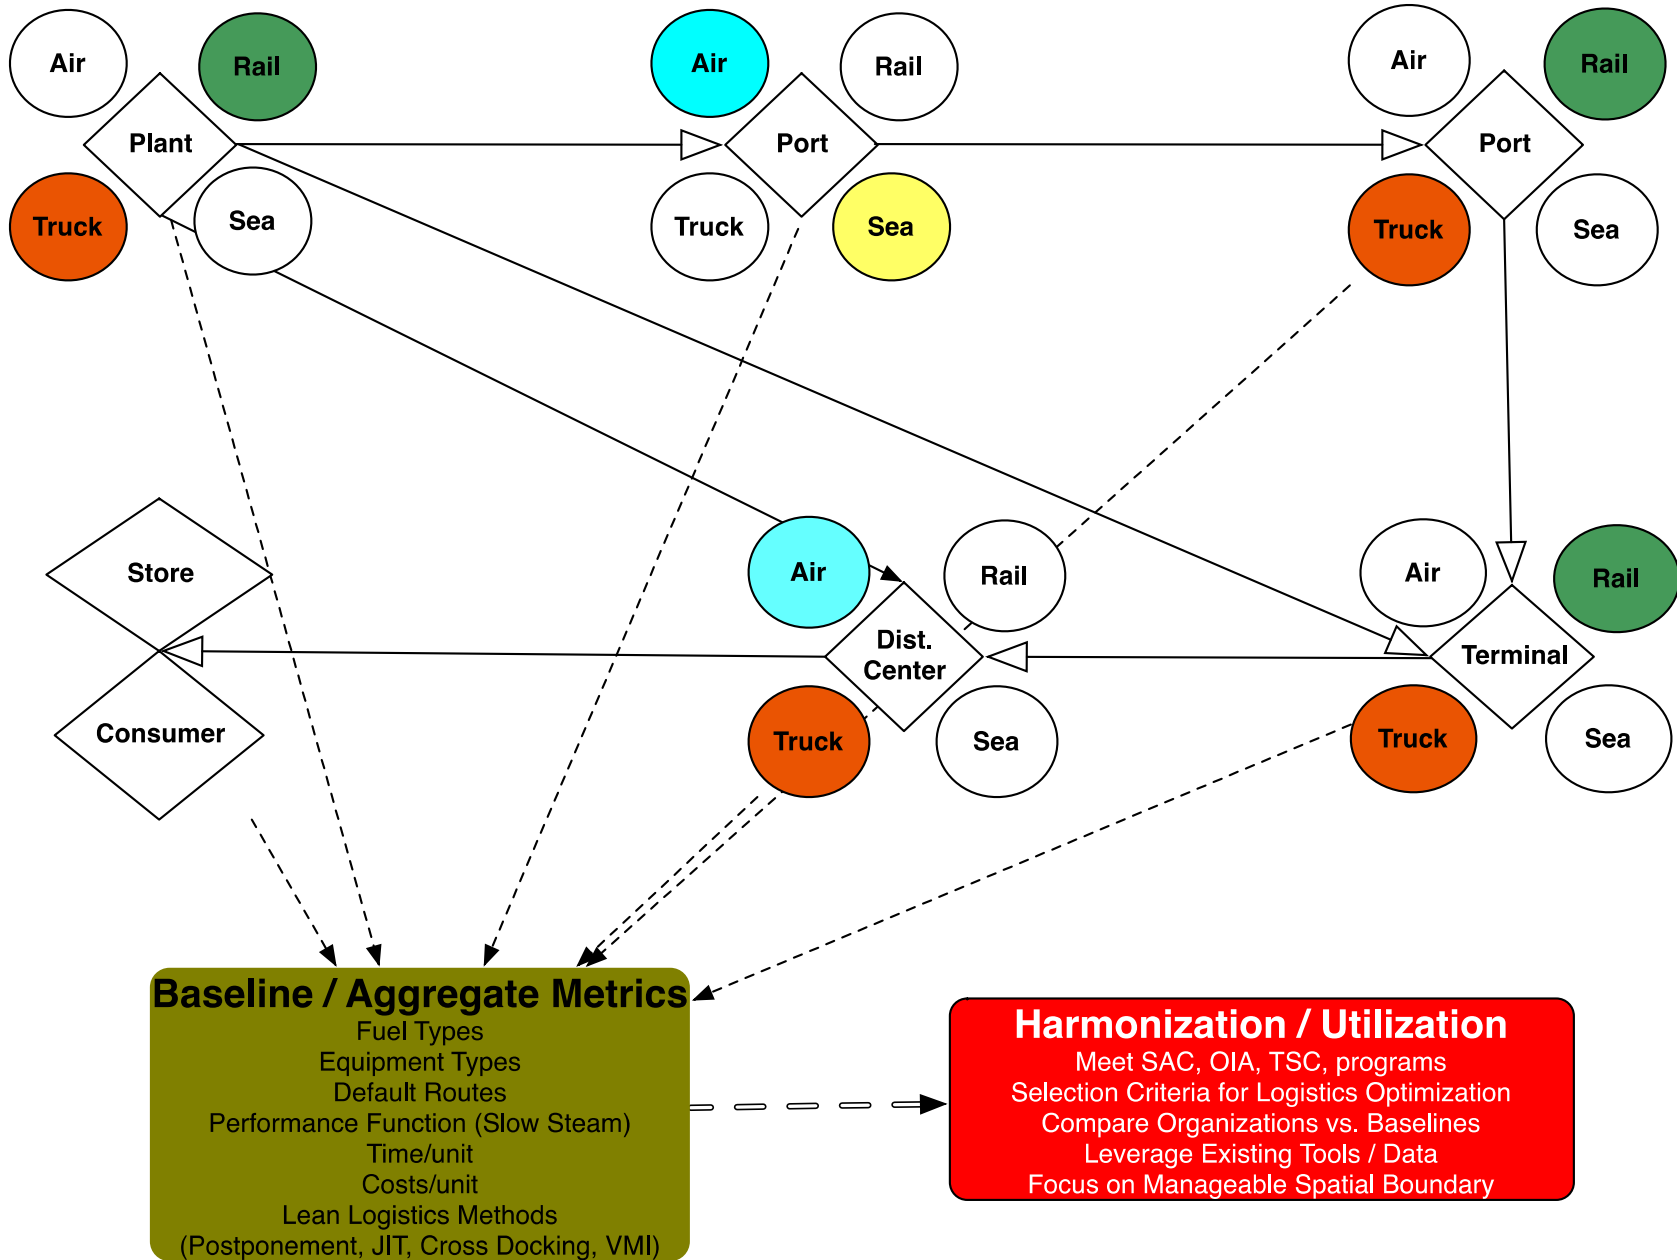 Air
Rail
Air
Rail
Air
Rail
Plant
Port
Port
Truck
Sea
Truck
Sea
Truck
Sea
Store
Air
Rail
Air
Rail
Dist.
Center
Terminal
Consumer
Truck
Sea
Truck
Sea
Baseline / Aggregate Metrics
Fuel Types
Equipment Types
Default Routes
Performance Function (Slow Steam)
Time/unit
Costs/unit
Lean Logistics Methods
(Postponement, JIT, Cross Docking, VMI)
Harmonization / Utilization
Meet SAC, OIA, TSC, programs
Selection Criteria for Logistics Optimization
Compare Organizations vs. Baselines
Leverage Existing Tools / Data
Focus on Manageable Spatial Boundary